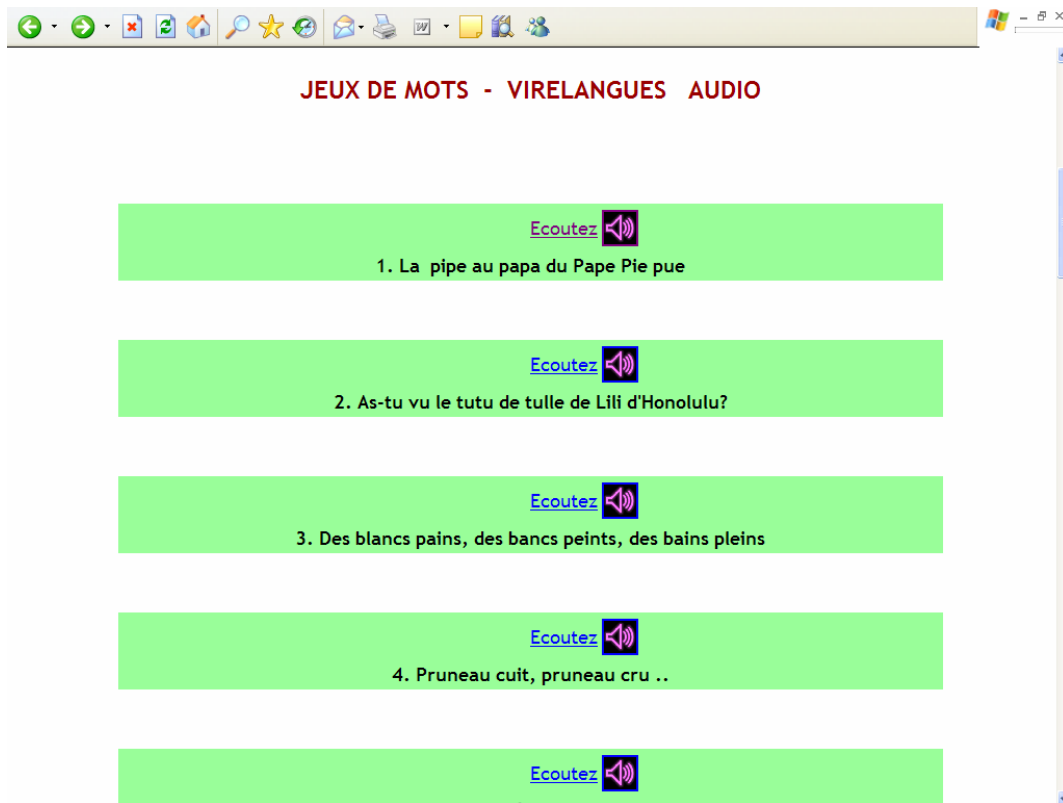 JEUX DE MOTS - VIRELANGUES AUDIO
Ecoutez
1. La pipe au papa du Pape Pie pue
Ecoutez
2. As-tu vu le tutu de tulle de Lili d'Honolulu?
Ecoutez
3. Des blancs pains, des bancs peints, des bains pleins
Ecoutez
4. Pruneau cuit, pruneau cru ..
Ecoutez